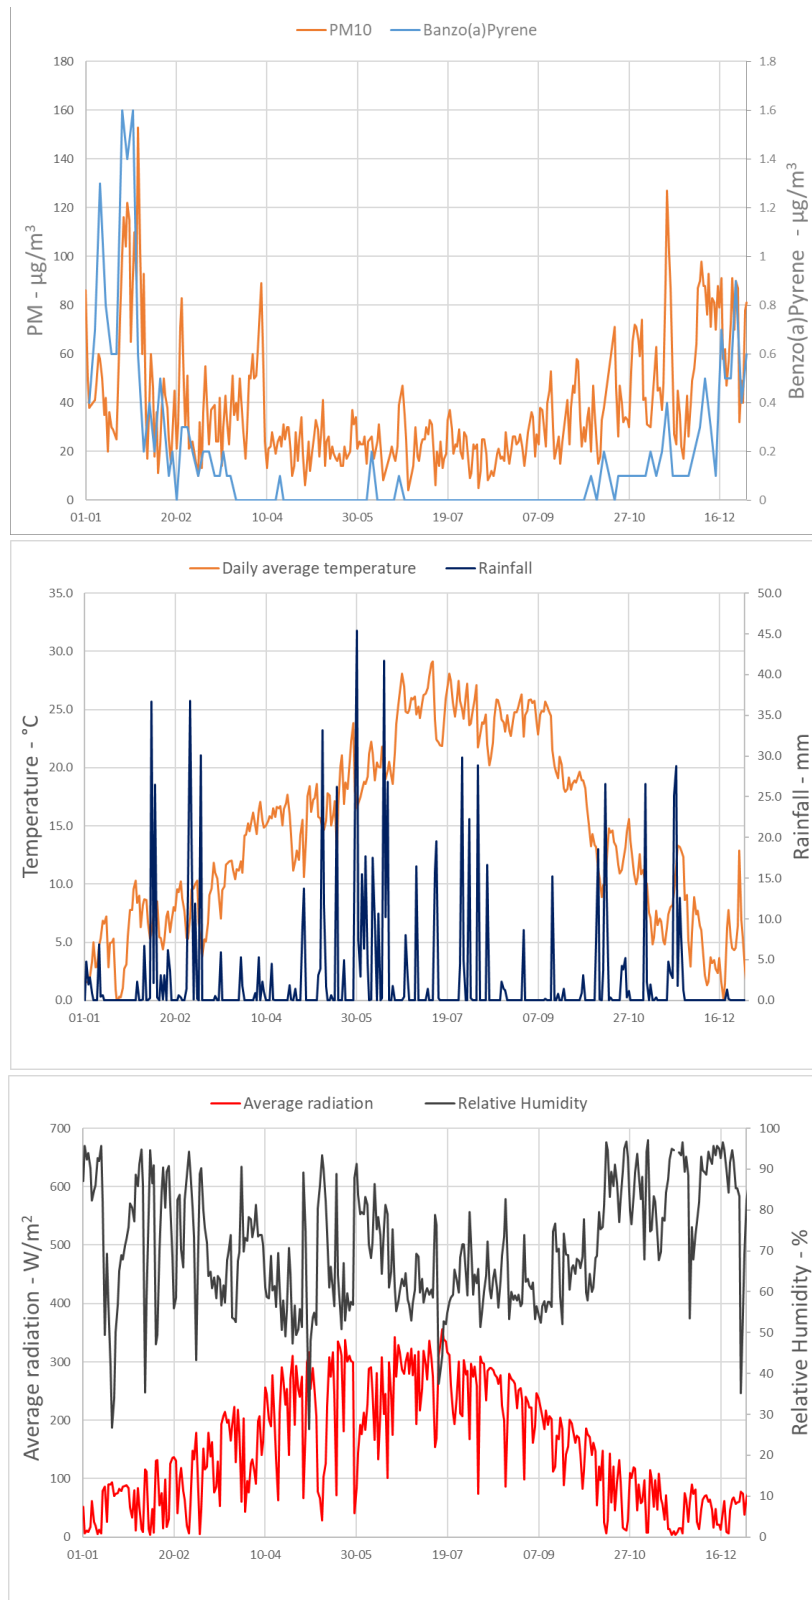 PM10 Banzo(a)Pyrene
180 1.8
160 1.6
140 1.4
120 1.2
100 1
80 0.8
60 0.6
40 0.4
20 0.2
0 0
PM - µg/m3
Benzo(a)Pyrene - µg/m3
01-01 20-02 10-04 30-05 19-07 07-09 27-10 16-12
Daily average temperature Rainfall
35.0 50.0
45.0
30.0 40.0
25.0 35.0
20.0 30.0
25.0
15.0 20.0
10.0 15.0
5.0 10.0
5.0
0.0 0.0
Temperature - °C
Rainfall - mm
01-01 20-02 10-04 30-05 19-07 07-09 27-10 16-12
Average radiation Relative Humidity
700 100
600 90
500 80
70
400 60
300 50
40
200 30
100 20
10
0 0
Average radiation - W/m2
Relative Humidity - %
01-01 20-02 10-04 30-05 19-07 07-09 27-10 16-12